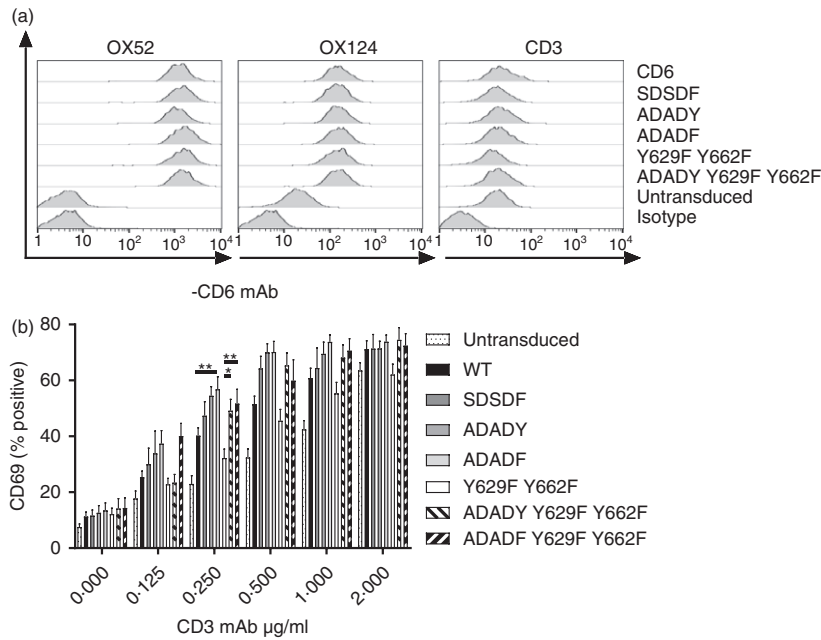 (a)
OX52 OX124 CD3
CD6
SDSDF
ADADY
ADADF
Y629F Y662F
ADADY Y629F Y662F
Untransduced
Isotype
1 10 10² 10³ 10⁴ 1 10 10² 10³ 10⁴ 1 10 10² 10³ 10⁴
-CD6 mAb
(b)
CD69 (% positive)
80
60
40
20
0
** ** *
0·000 0·125 0·250 0·500 1·000 2·000
CD3 mAb µg/ml
Untransduced
WT
SDSDF
ADADY
ADADF
Y629F Y662F
ADADY Y629F Y662F
ADADF Y629F Y662F